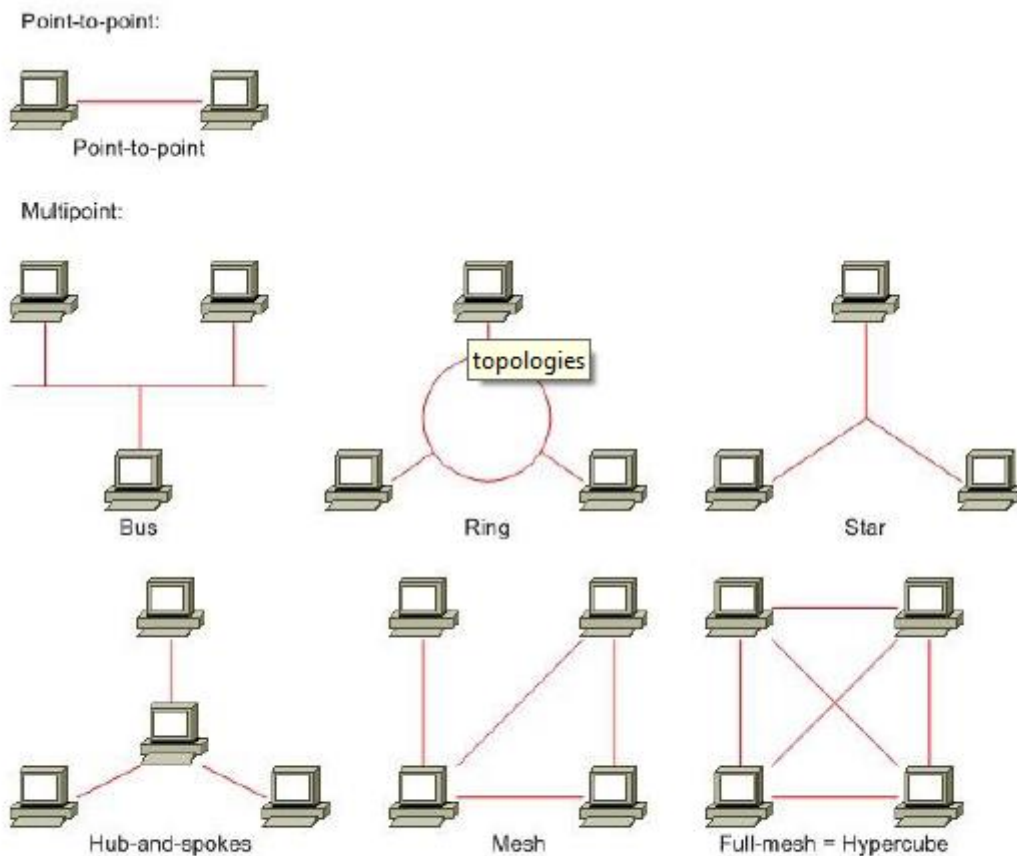 Point-to-point:
Point-to-point
Multipoint:
topologies
Bus
Ring
Star
Hub-and-spokes
Mesh
Full-mesh = Hypercube